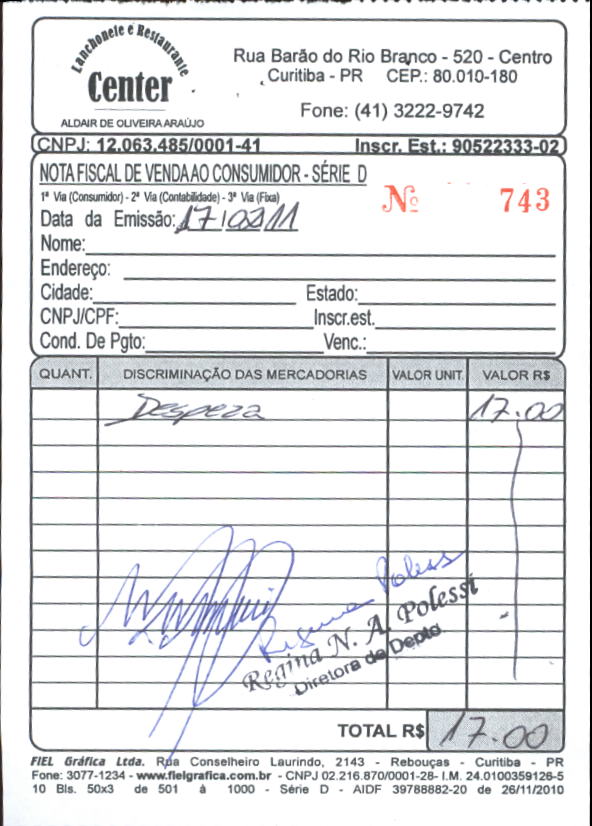 Lanchonete e Restaurante
Center
ALDAIR DE OLIVEIRA ARAÚJO
Rua Barão do Rio Branco - 520 - Centro
Curitiba - PR CEP.: 80.010-180
Fone: (41) 3222-9742
CNPJ: 12.063.485/0001-41 Inscr. Est.: 90522333-02
NOTA FISCAL DE VENDA AO CONSUMIDOR - SÉRIE D
1ª Via (Consumidor) - 2ª Via (Contabilidade) - 3ª Via (Fixa)
Nº 743
Data da Emissão: 17/02/11
Nome:
Endereço:
Cidade: Estado:
CNPJ/CPF: Inscr.est.
Cond. De Pgto: Venc.:
QUANT. DISCRIMINAÇÃO DAS MERCADORIAS VALOR UNIT. VALOR R$
Despeza 17.00
Regina Polessi
Regina N. A. Polessi
Diretora de Depto
TOTAL R$ 17.00
FIEL Gráfica Ltda. Rua Conselheiro Laurindo, 2143 - Rebouças - Curitiba - PR
Fone: 3077-1234 - www.fielgrafica.com.br - CNPJ 02.216.870/0001-28 - I.M. 24.0100359126-5
10 Bls. 50x3 de 501 à 1000 - Série D - AIDF 39788882-20 de 26/11/2010